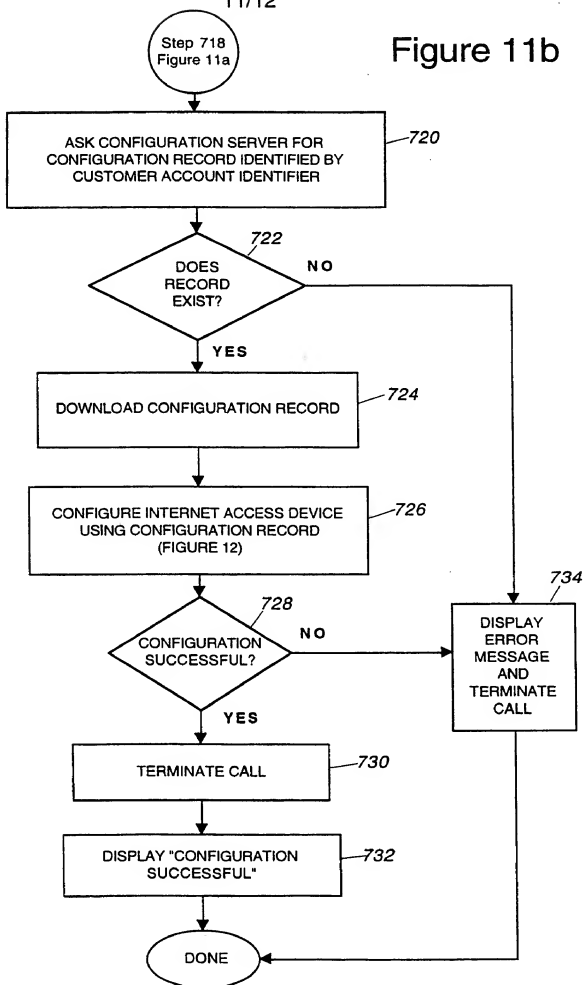 11/12
Figure 11b
Step 718
Figure 11a
ASK CONFIGURATION SERVER FOR
CONFIGURATION RECORD IDENTIFIED BY
CUSTOMER ACCOUNT IDENTIFIER
720
722
DOES
RECORD
EXIST?
NO
YES
DOWNLOAD CONFIGURATION RECORD
724
CONFIGURE INTERNET ACCESS DEVICE
USING CONFIGURATION RECORD
(FIGURE 12)
726
728
CONFIGURATION
SUCCESSFUL?
NO
734
DISPLAY
ERROR
MESSAGE
AND
TERMINATE
CALL
YES
TERMINATE CALL
730
DISPLAY "CONFIGURATION
SUCCESSFUL"
732
DONE